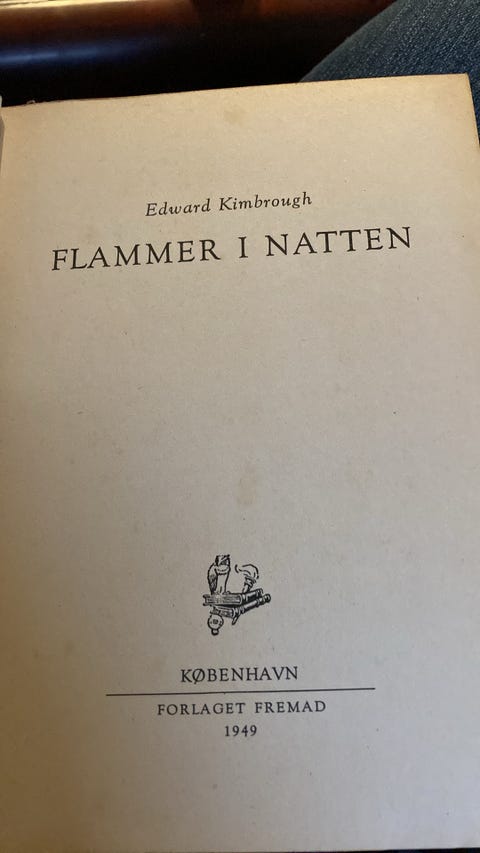 Edward Kimbrough
FLAMMER I NATTEN
KØBENHAVN
FORLAGET FREMAD
1949